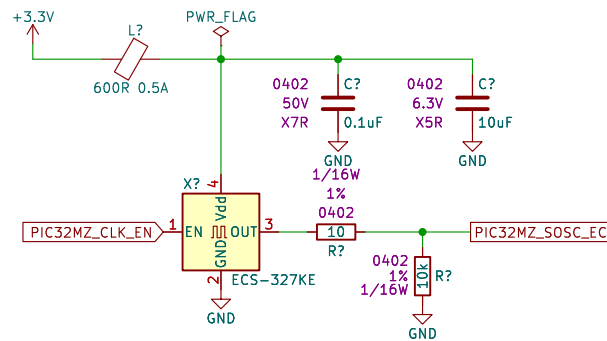 +3.3V
PWR_FLAG
L?
600R 0.5A
0402
50V
X7R
C?
0.1uF
GND
0402
6.3V
X5R
C?
10uF
GND
1/16W
1%
0402
10
R?
X?
4
Vdd
PIC32MZ_CLK_EN
1
EN
OUT
3
GND
2
ECS-327KE
GND
PIC32MZ_SOSC_EC
0402
1%
1/16W
10k
R?
GND